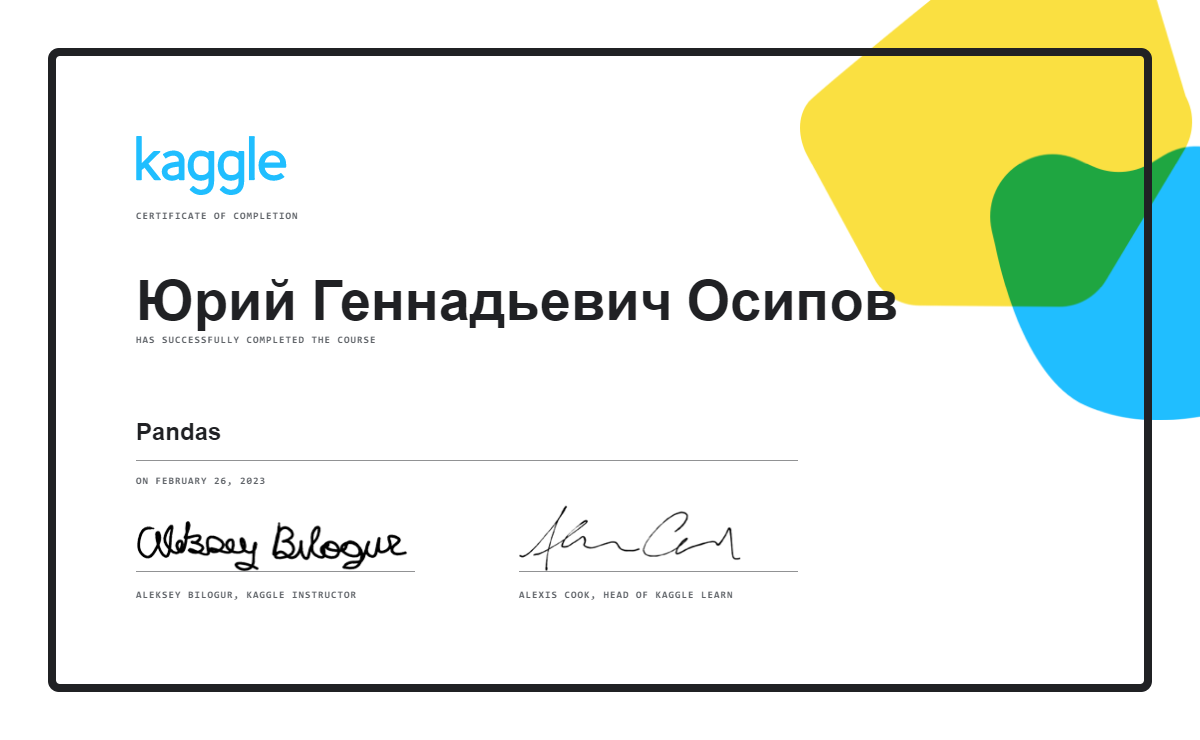 kaggle
CERTIFICATE OF COMPLETION
Юрий Геннадьевич Осипов
HAS SUCCESSFULLY COMPLETED THE COURSE
Pandas
ON FEBRUARY 26, 2023
Aleksey Bilogur
ALEKSEY BILOGUR, KAGGLE INSTRUCTOR
ALEXIS COOK, HEAD OF KAGGLE LEARN